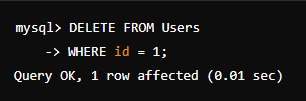 mysql> DELETE FROM Users
-> WHERE id = 1;
Query OK, 1 row affected (0.01 sec)